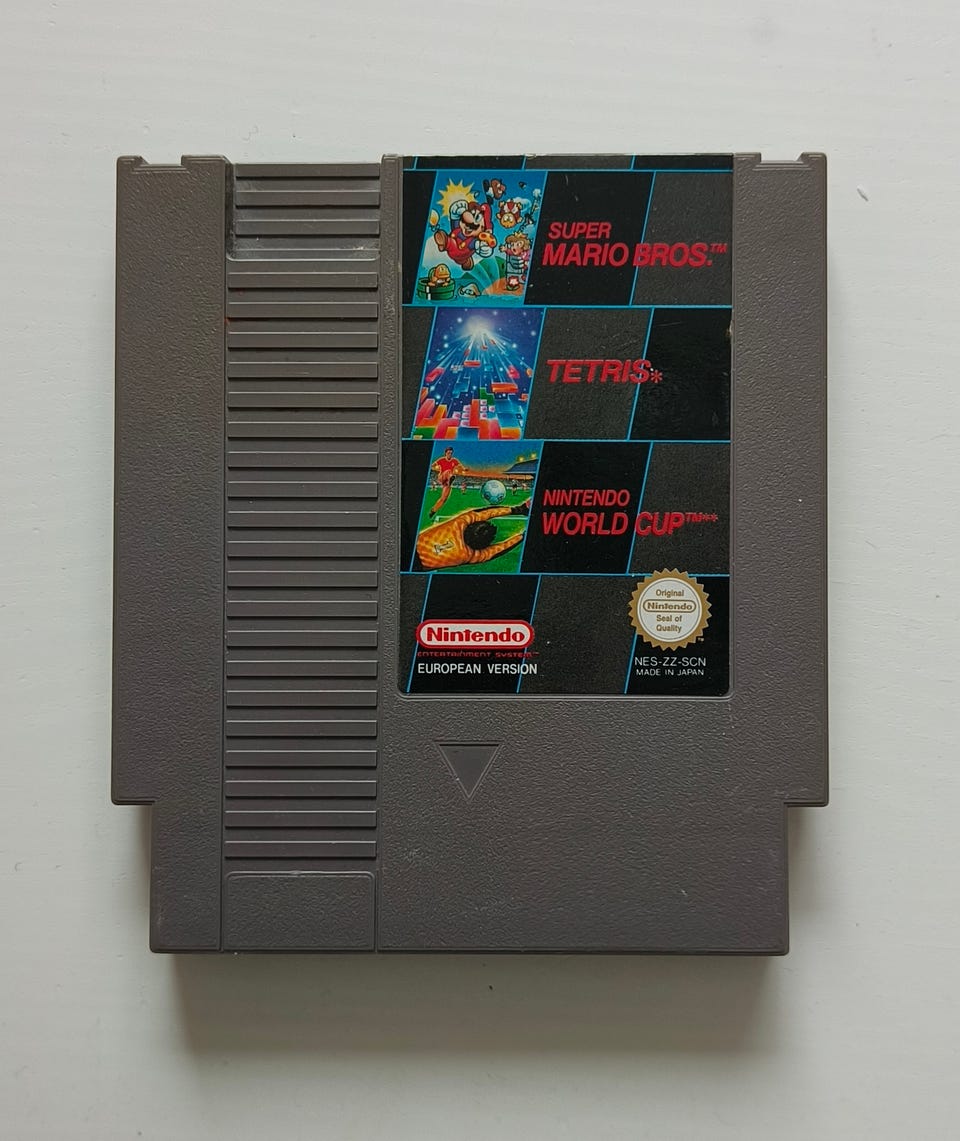 SUPER
MARIO BROS.™
TETRIS*
NINTENDO
WORLD CUP™**
Original
Nintendo
Seal of
Quality
™
Nintendo
ENTERTAINMENT SYSTEM™
EUROPEAN VERSION
NES-ZZ-SCN
MADE IN JAPAN